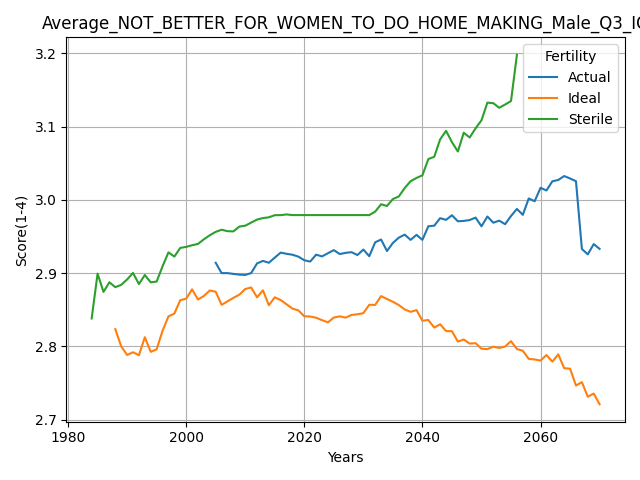 Average_NOT_BETTER_FOR_WOMEN_TO_DO_HOME_MAKING_Male_Q3_IC
3.2
3.1
3.0
2.9
2.8
2.7
Score(1-4)
Fertility
Actual
Ideal
Sterile
1980 2000 2020 2040 2060
Years